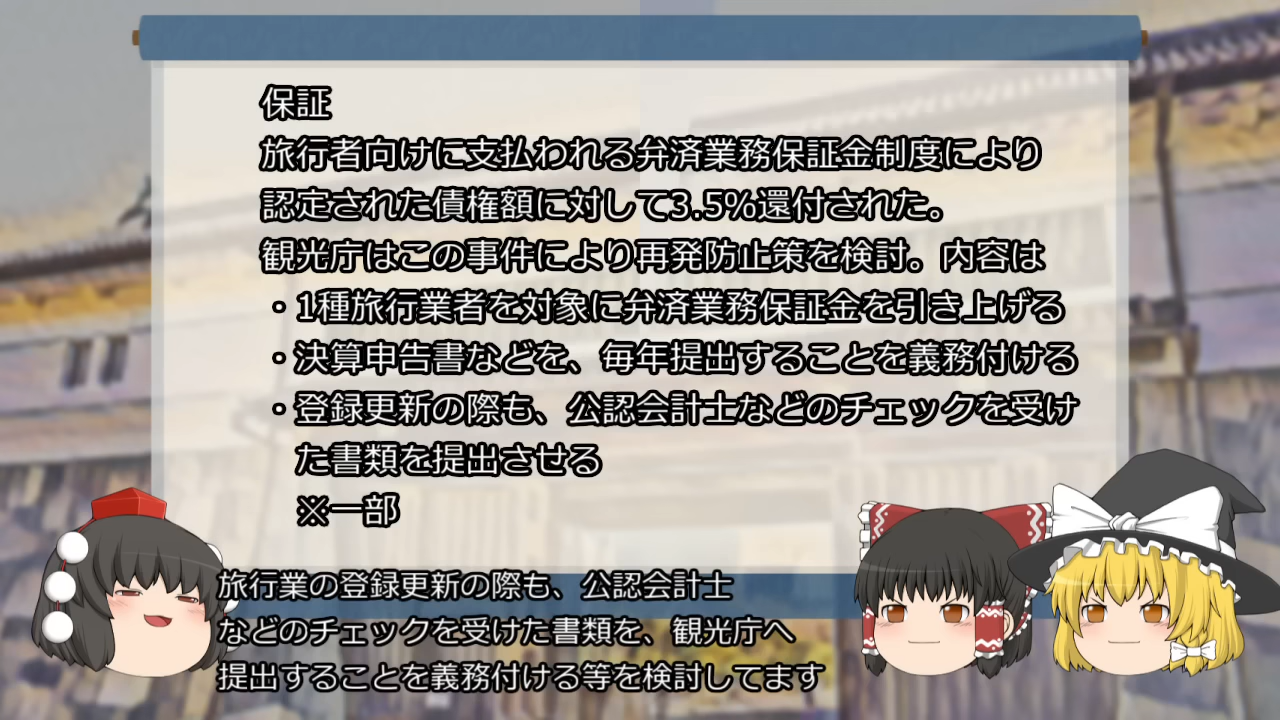 保証
旅行者向けに支払われる弁済業務保証金制度により
認定された債権額に対して3.5%還付された。
観光庁はこの事件により再発防止策を検討。内容は
・1種旅行業者を対象に弁済業務保証金を引き上げる
・決算申告書などを、毎年提出することを義務付ける
・登録更新の際も、公認会計士などのチェックを受け
た書類を提出させる
※一部
旅行業の登録更新の際も、公認会計士
などのチェックを受けた書類を、観光庁へ
提出することを義務付ける等を検討してます